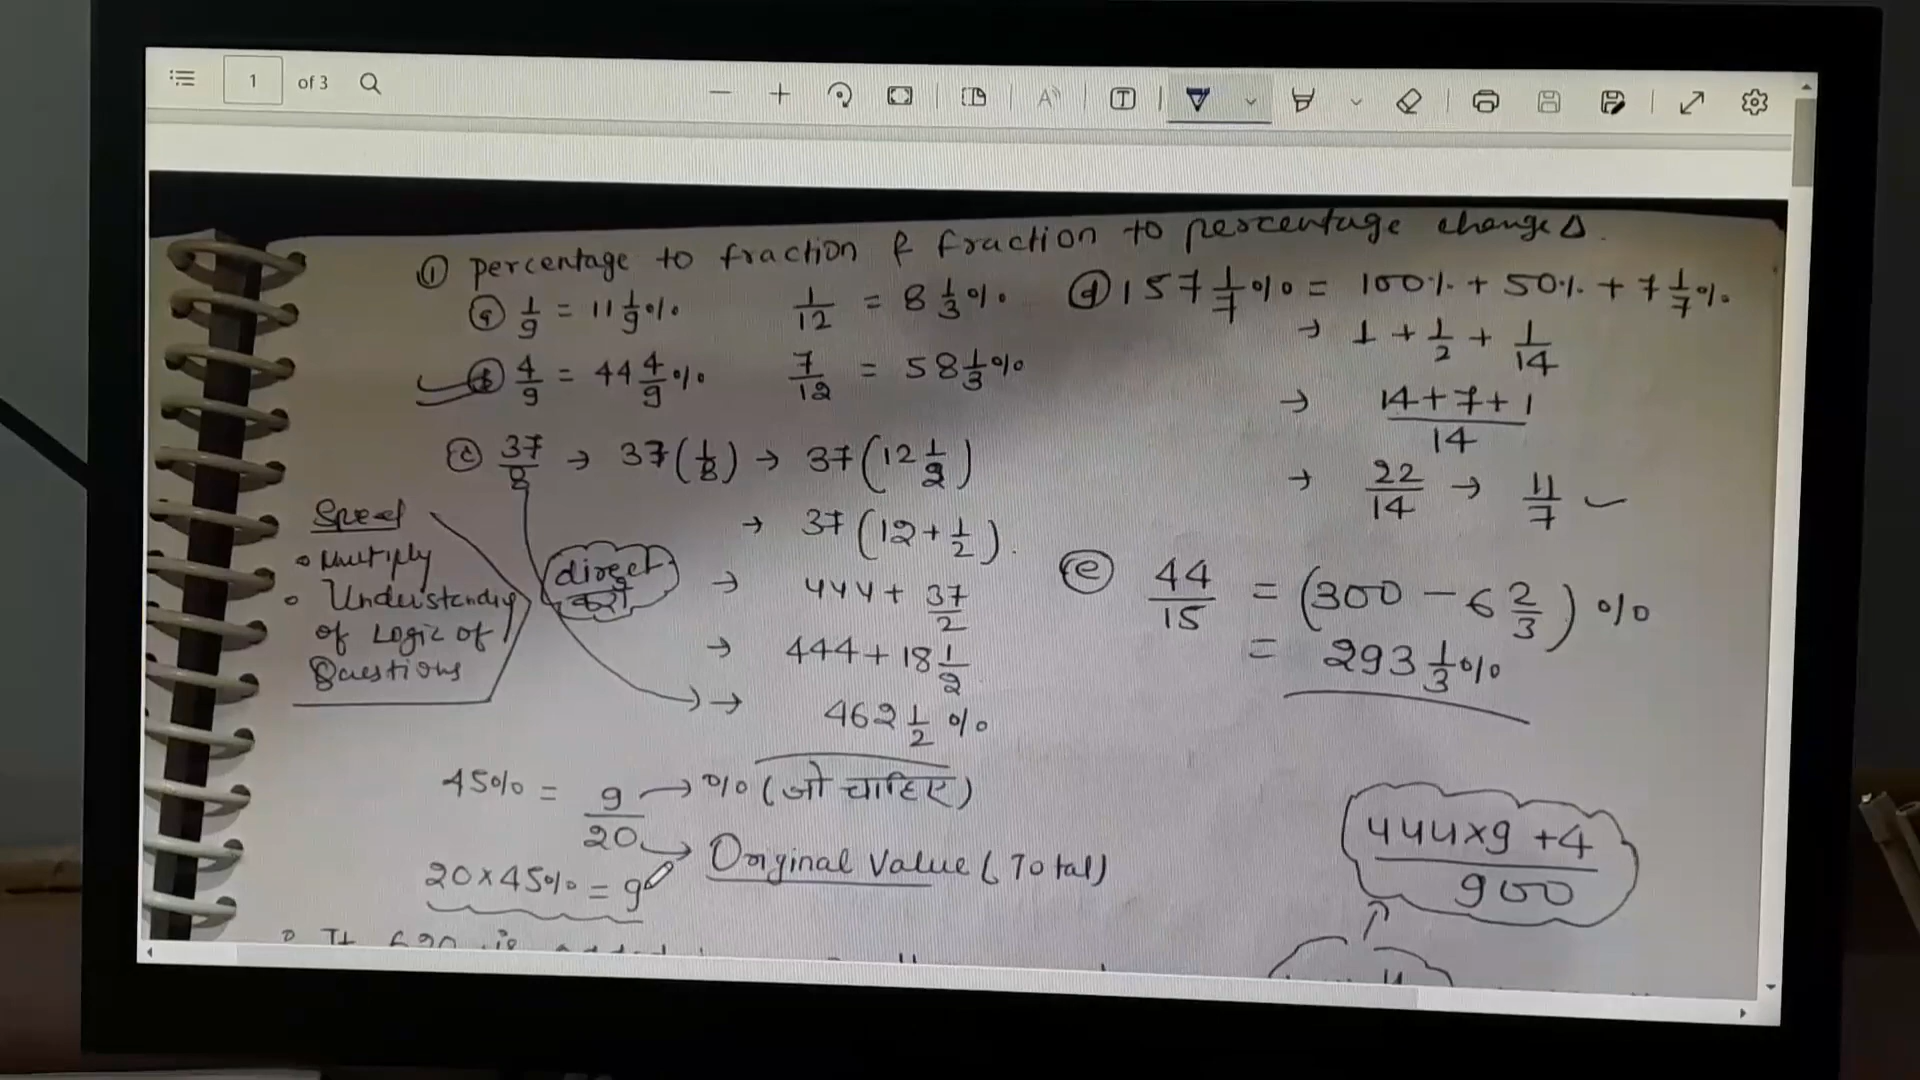 1 of 3
① percentage to fraction & fraction to percentage changes.
ⓐ 1/9 = 11 1/9 %
1/12 = 8 1/3 %
ⓑ 4/9 = 44 4/9 %
7/12 = 58 1/3 %
ⓒ 37/8 → 37(1/8) → 37(12 1/2)
→ 37(12 + 1/2).
→ 444 + 37/2
→ 444 + 18 1/2
→ 462 1/2 %
direct
करो
Speed
• Multiply
• Understanding
of Logic of
Questions
ⓓ 157 1/7 % = 100% + 50% + 7 1/7 %
→ 1 + 1/2 + 1/14
→ 14+7+1/14
→ 22/14 → 11/7
ⓔ 44/15 = (300 - 6 2/3) %
= 293 1/3 %
45% = 9/20
→ % (जो चाहिए)
→ Original Value (Total)
20 x 45% = 9
444x9 +4/900